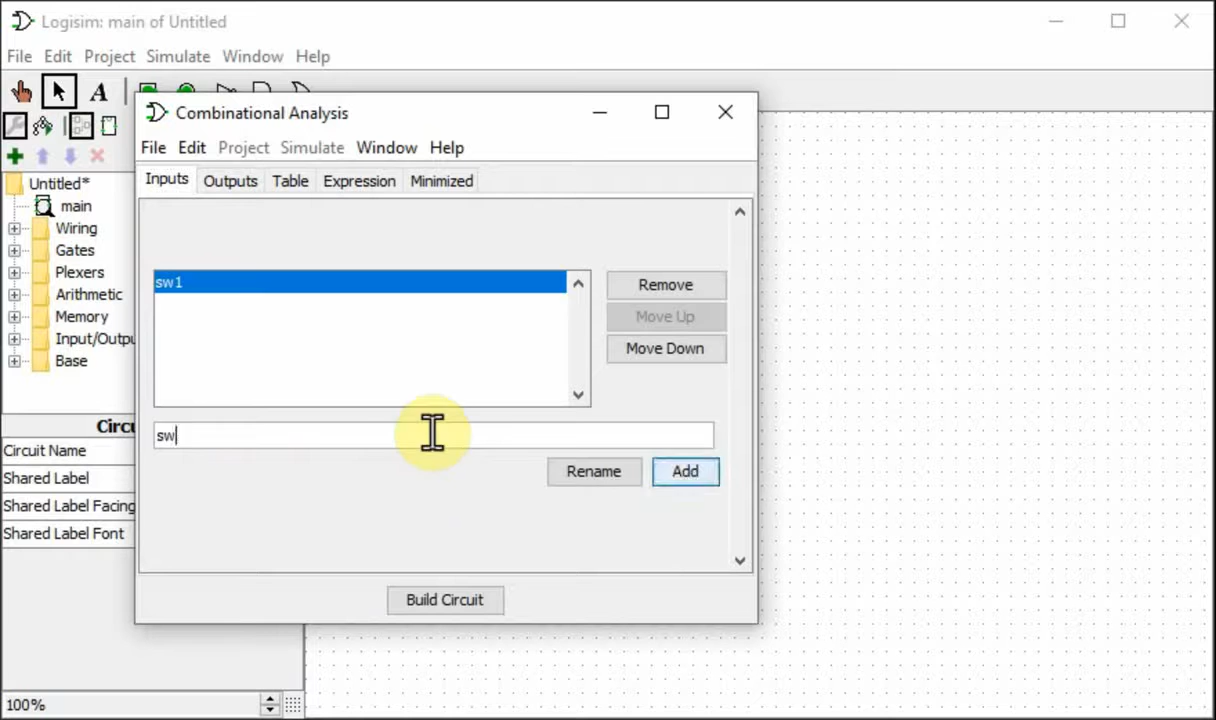 Logisim: main of Untitled
File Edit Project Simulate Window Help
A
Combinational Analysis
File Edit Project Simulate Window Help
Inputs Outputs Table Expression Minimized
Untitled*
main
Wiring
Gates
Plexers
Arithmetic
Memory
Input/Outpu
Base
sw1
Remove
Move Up
Move Down
sw
Rename Add
Build Circuit
Circu
Circuit Name
Shared Label
Shared Label Facing
Shared Label Font
100%